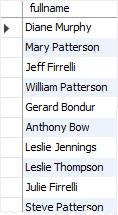 fullname
Diane Murphy
Mary Patterson
Jeff Firrelli
William Patterson
Gerard Bondur
Anthony Bow
Leslie Jennings
Leslie Thompson
Julie Firrelli
Steve Patterson